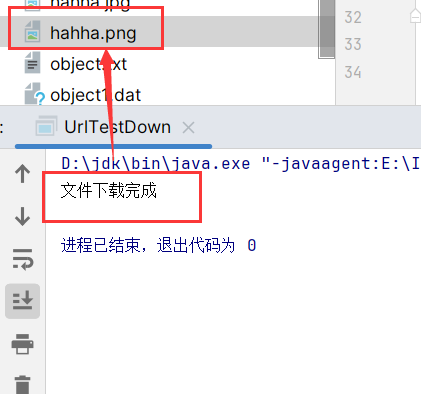 hahha.jpg
hahha.png
object.txt
object1.dat
32
33
34
UrlTestDown
D:\jdk\bin\java.exe "-javaagent:E:\I
文件下载完成
进程已结束，退出代码为 0